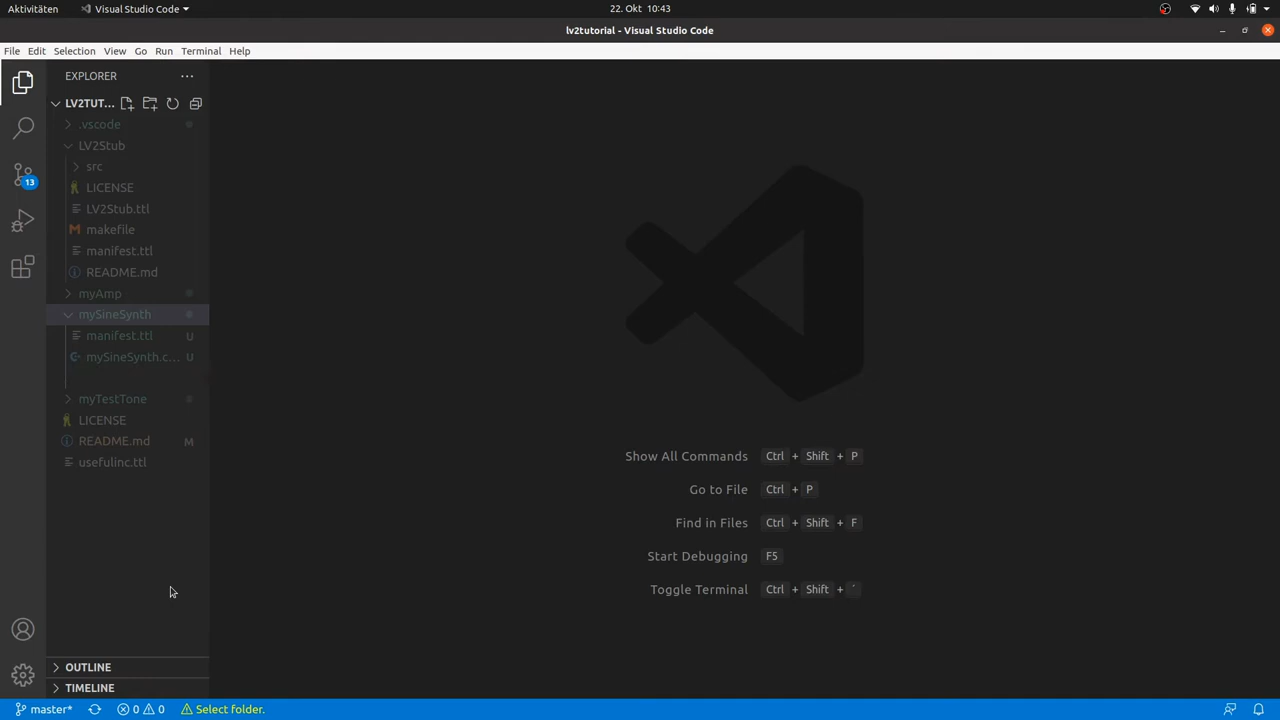 Aktivitäten
Visual Studio Code
22. Okt 10:43
lv2tutorial - Visual Studio Code
File Edit Selection View Go Run Terminal Help
EXPLORER
LV2TUT...
.vscode
LV2Stub
src
LICENSE
LV2Stub.ttl
makefile
manifest.ttl
README.md
myAmp
mySineSynth
manifest.ttl U
mySineSynth.c... U
myTestTone
LICENSE
README.md M
usefulinc.ttl
13
Show All Commands Ctrl + Shift + P
Go to File Ctrl + P
Find in Files Ctrl + Shift + F
Start Debugging F5
Toggle Terminal Ctrl + Shift + ´
OUTLINE
TIMELINE
master* 0 0 Select folder.